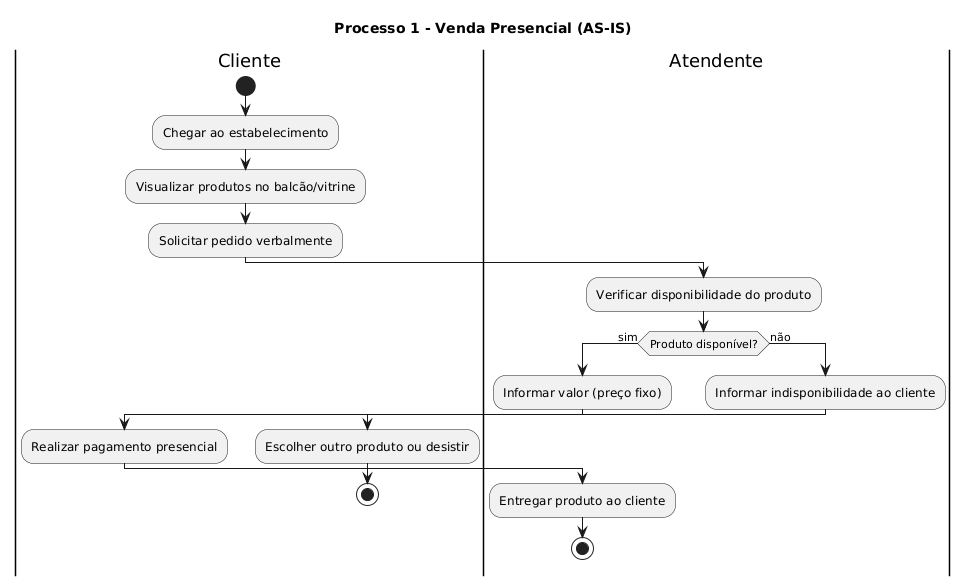 Processo 1 - Venda Presencial (AS-IS)
Cliente
Atendente
Chegar ao estabelecimento
Visualizar produtos no balcão/vitrine
Solicitar pedido verbalmente
Verificar disponibilidade do produto
sim
Produto disponível?
não
Informar valor (preço fixo)
Informar indisponibilidade ao cliente
Realizar pagamento presencial
Escolher outro produto ou desistir
Entregar produto ao cliente